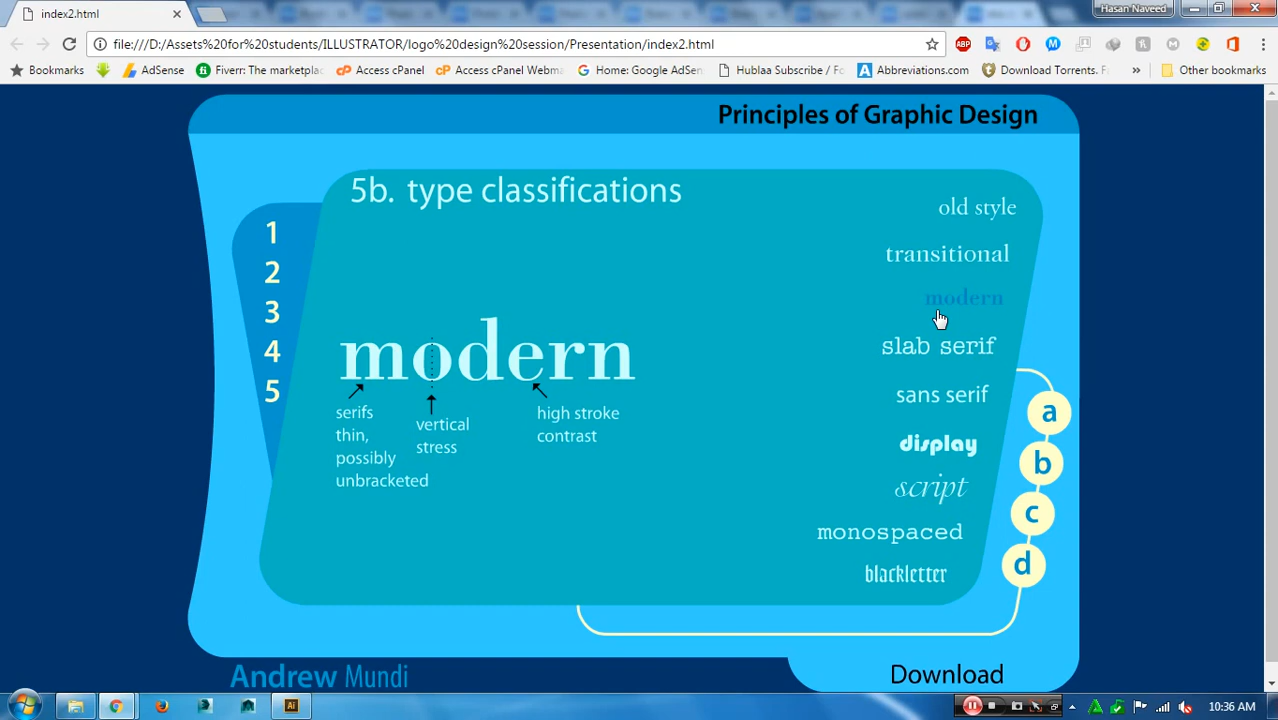 index2.html
Hasan Naveed
file:///D:/Assets%20for%20students/ILLUSTRATOR/logo%20design%20session/Presentation/index2.html
ABP
Bookmarks
AdSense
Fiverr: The marketplac
Access cPanel
Access cPanel Webma
Home: Google AdSen
Hublaa Subscribe / Fo
Abbreviations.com
Download Torrents. F
»
Other bookmarks
Principles of Graphic Design
5b. type classifications
1
2
3
4
5
modern
serifs
thin,
possibly
unbracketed
vertical
stress
high stroke
contrast
old style
transitional
modern
slab serif
sans serif
display
script
monospaced
blackletter
a
b
c
d
Andrew Mundi
Download
Ai
10:36 AM